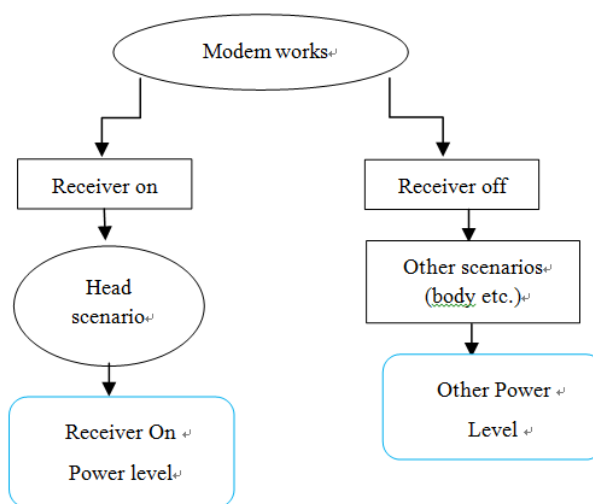 Modem works
Receiver on
Receiver off
Head
scenario
Other scenarios
(body etc.)
Receiver On
Power level
Other Power
Level